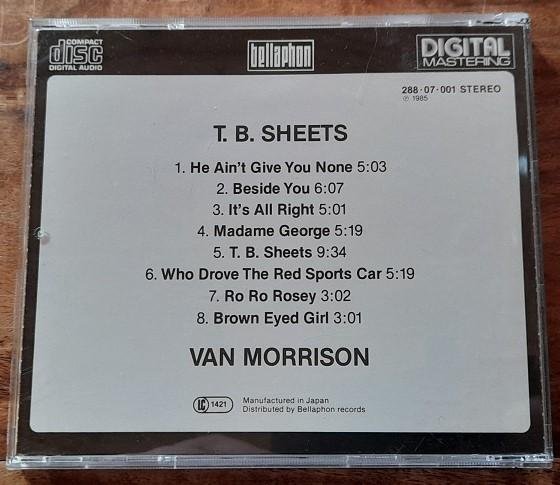 COMPACT
disc
DIGITAL AUDIO
bellaphon
DIGITAL
MASTERING
288·07·001 STEREO
℗ 1985
T. B. SHEETS
1. He Ain't Give You None 5:03
2. Beside You 6:07
3. It's All Right 5:01
4. Madame George 5:19
5. T. B. Sheets 9:34
6. Who Drove The Red Sports Car 5:19
7. Ro Ro Rosey 3:02
8. Brown Eyed Girl 3:01
VAN MORRISON
LC 1421
Manufactured in Japan
Distributed by Bellaphon records